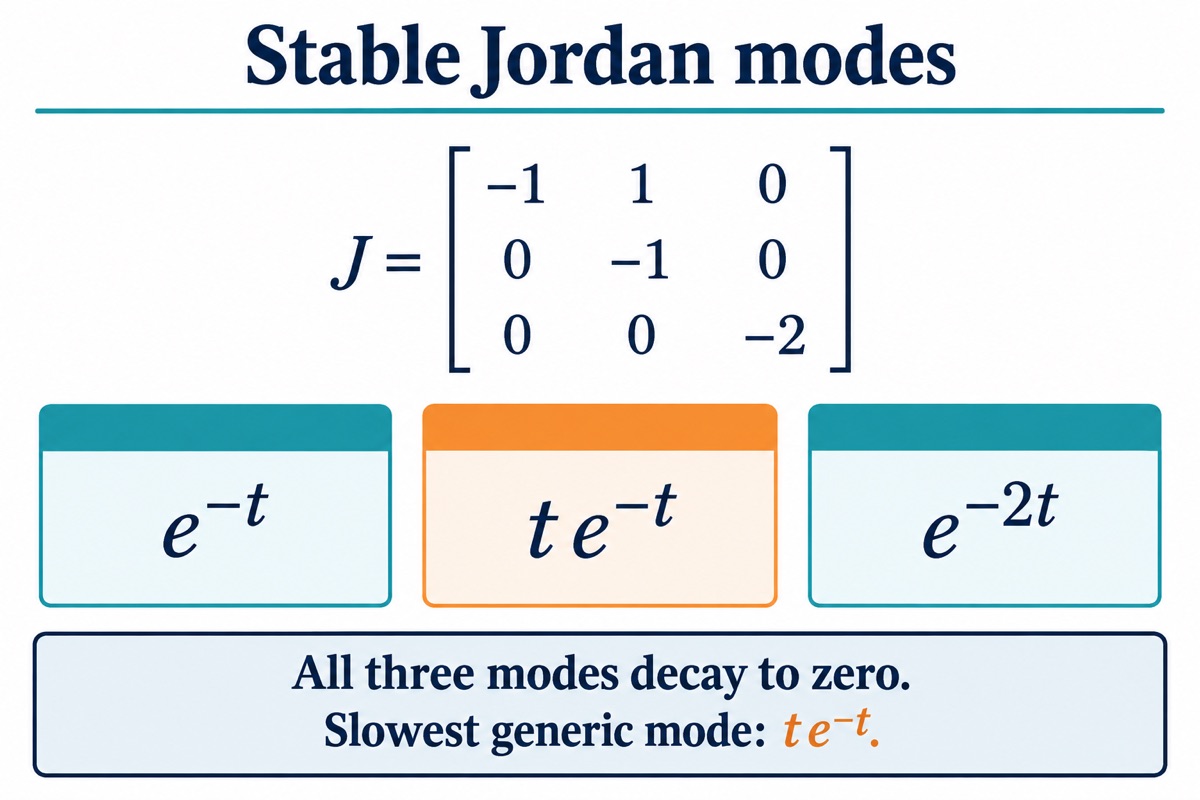 Stable Jordan modes
J = [ −1 1 0
0 −1 0
0 0 −2 ]
e^{−t}
t e^{−t}
e^{−2t}
All three modes decay to zero.
Slowest generic mode: t e^{−t}.